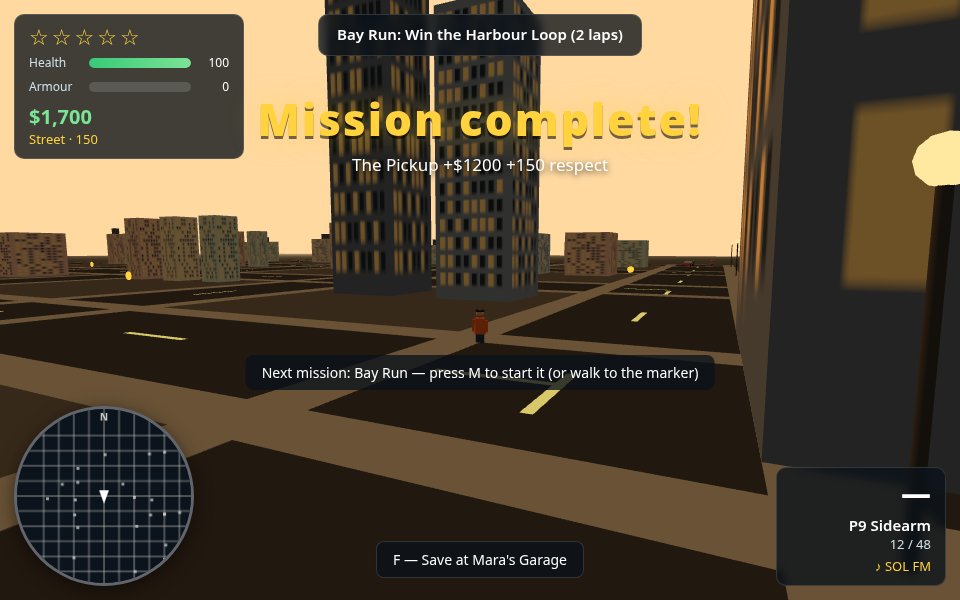 ☆☆☆☆☆
Health 100
Armour 0
$1,700
Street · 150
Bay Run: Win the Harbour Loop (2 laps)
Mission complete!
The Pickup +$1200 +150 respect
Next mission: Bay Run — press M to start it (or walk to the marker)
N
F — Save at Mara's Garage
—
P9 Sidearm
12 / 48
♪ SOL FM